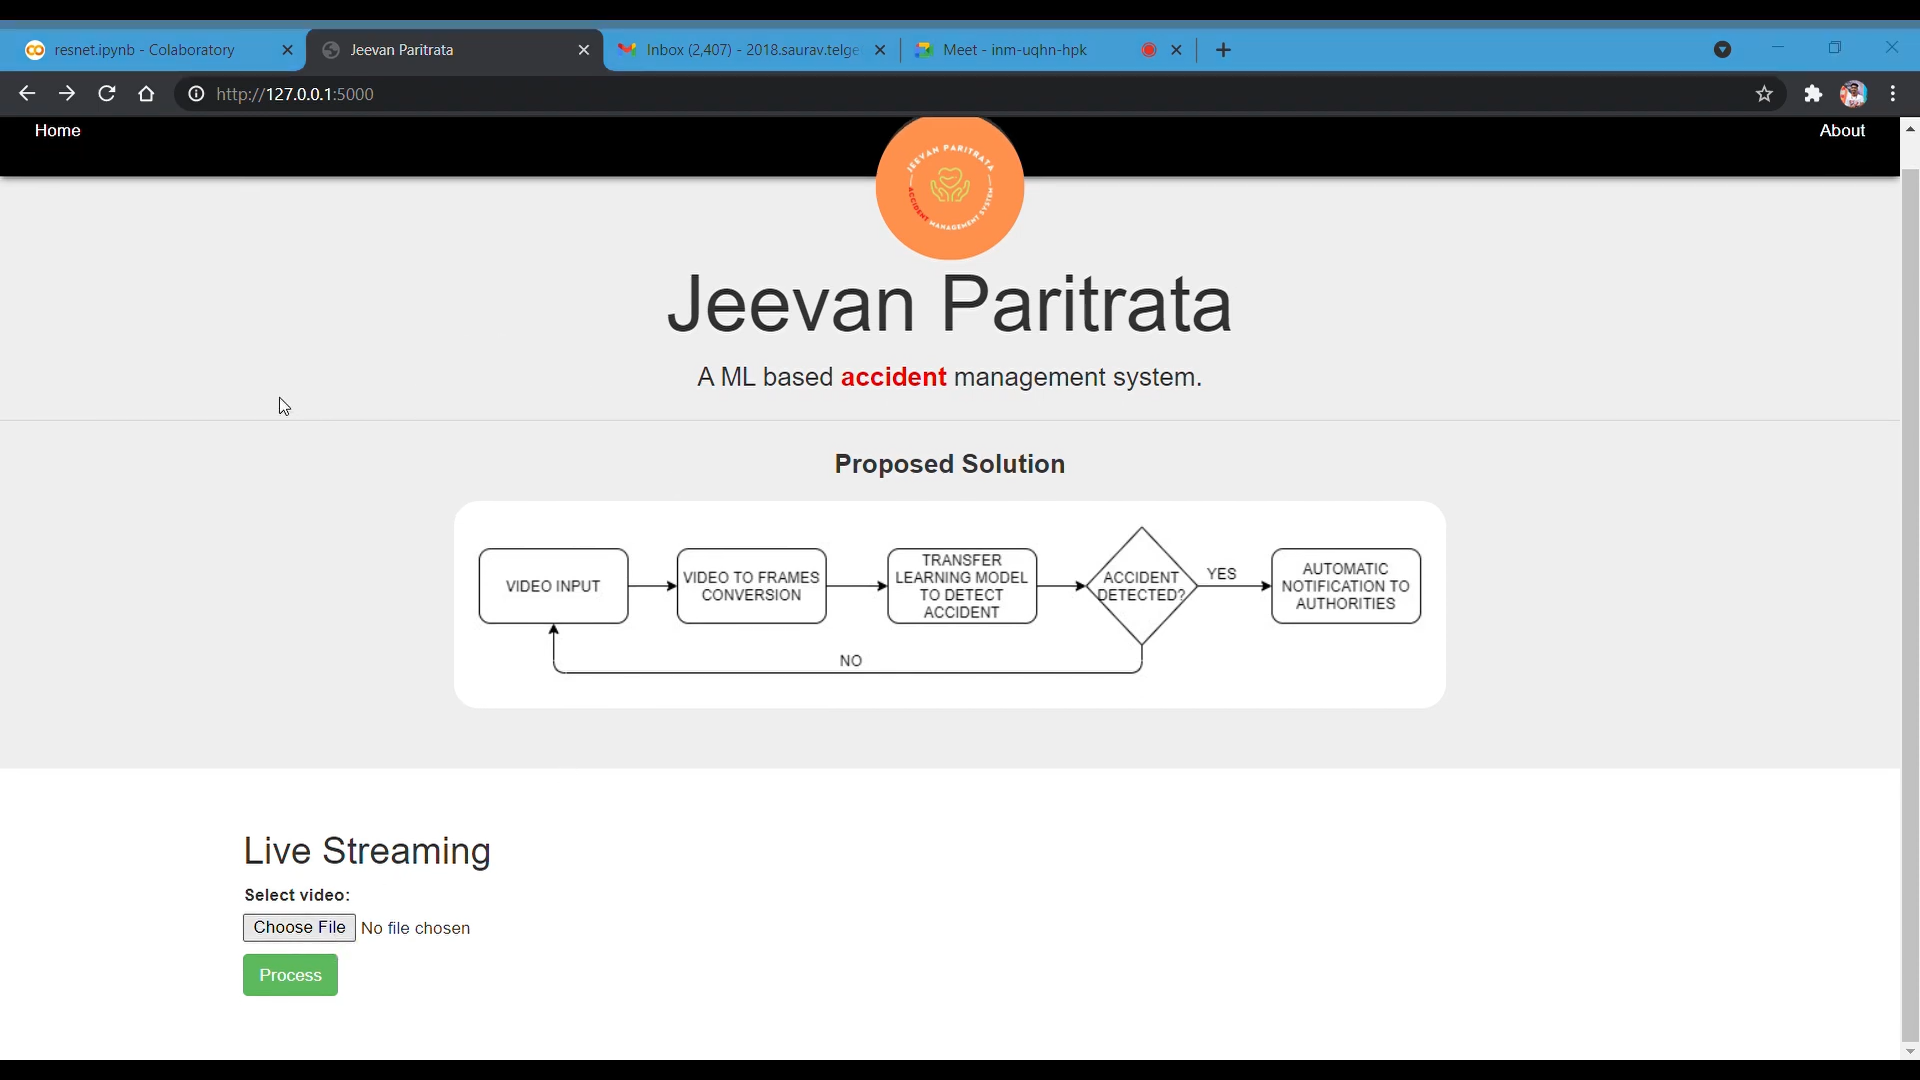 resnet.ipynb - Colaboratory
Jeevan Paritrata
Inbox (2,407) - 2018.saurav.telge
Meet - inm-uqhn-hpk
http://127.0.0.1:5000
Home
About
JEEVAN PARITRATA
ACCIDENT MANAGEMENT SYSTEM
Jeevan Paritrata
A ML based accident management system.
Proposed Solution
VIDEO INPUT
VIDEO TO FRAMES
CONVERSION
TRANSFER
LEARNING MODEL
TO DETECT
ACCIDENT
ACCIDENT
DETECTED?
YES
AUTOMATIC
NOTIFICATION TO
AUTHORITIES
NO
Live Streaming
Select video:
Choose File No file chosen
Process